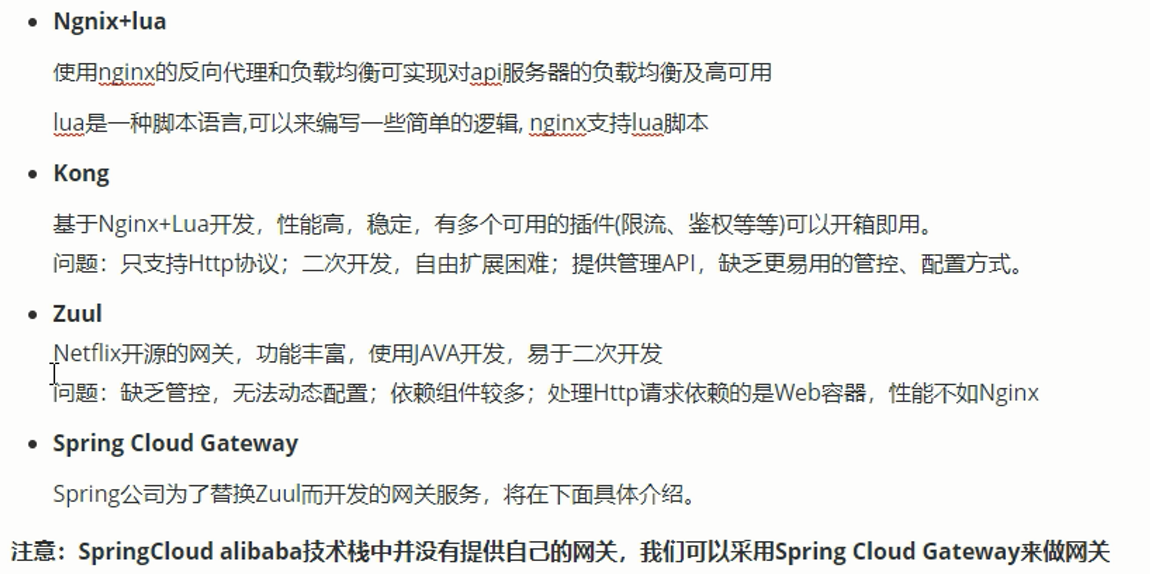 Ngnix+lua
使用nginx的反向代理和负载均衡可实现对api服务器的负载均衡及高可用
lua是一种脚本语言,可以来编写一些简单的逻辑, nginx支持lua脚本
Kong
基于Nginx+Lua开发，性能高，稳定，有多个可用的插件(限流、鉴权等等)可以开箱即用。
问题：只支持Http协议；二次开发，自由扩展困难；提供管理API，缺乏更易用的管控、配置方式。
Zuul
Netflix开源的网关，功能丰富，使用JAVA开发，易于二次开发
问题：缺乏管控，无法动态配置；依赖组件较多；处理Http请求依赖的是Web容器，性能不如Nginx
Spring Cloud Gateway
Spring公司为了替换Zuul而开发的网关服务，将在下面具体介绍。
注意：SpringCloud alibaba技术栈中并没有提供自己的网关，我们可以采用Spring Cloud Gateway来做网关